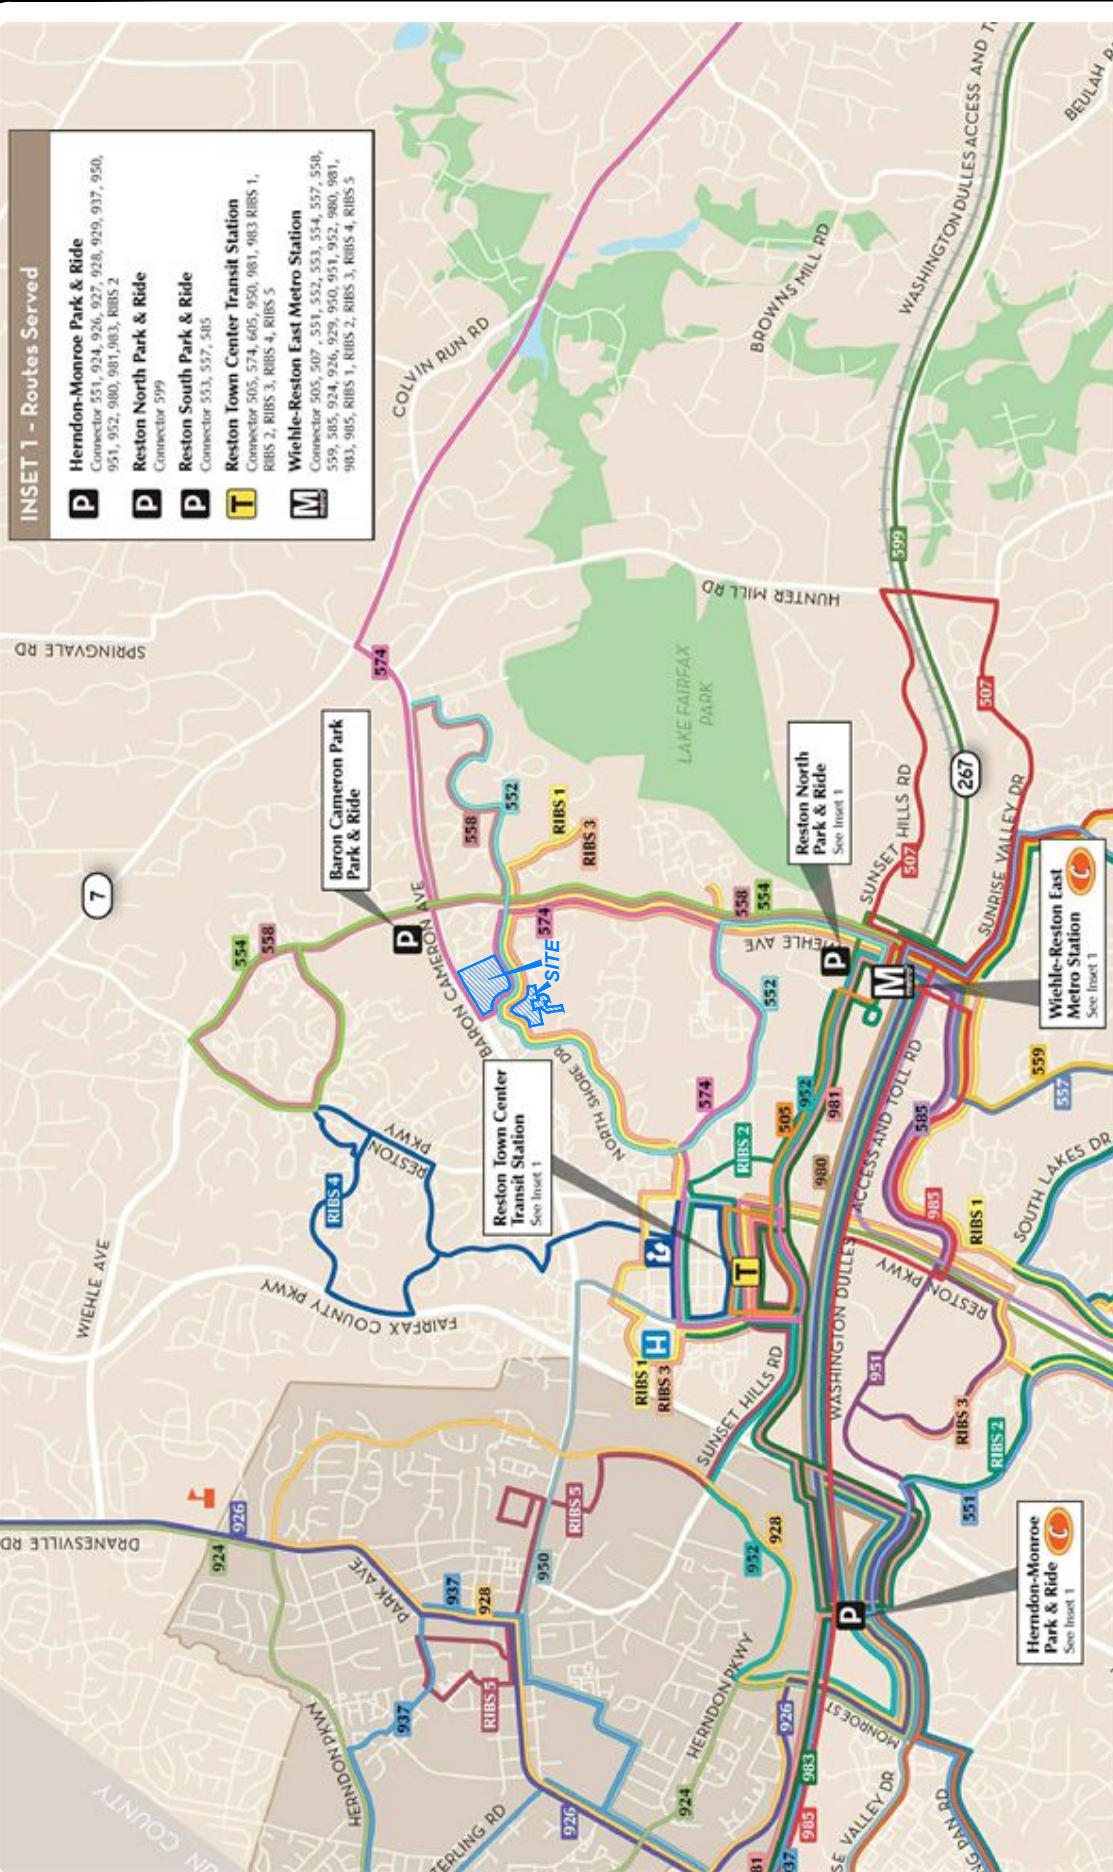 INSET 1 - Routes Served
P Herndon-Monroe Park & Ride
Connector 551, 924, 926, 927, 928, 929, 937, 950,
951, 952, 980, 981,983, RIBS 2
P Reston North Park & Ride
Connector 599
P Reston South Park & Ride
Connector 553, 557, 585
T Reston Town Center Transit Station
Connector 505, 574, 605, 950, 981, 983 RIBS 1,
RIBS 2, RIBS 3, RIBS 4, RIBS 5
M Wiehle-Reston East Metro Station
Connector 505, 507 , 551, 552, 553, 554, 557, 558,
559, 585, 924, 926, 929, 950, 951, 952, 980, 981,
983, 985, RIBS 1, RIBS 2, RIBS 3, RIBS 4, RIBS 5
SPRINGVALE RD
7
574
COLVIN RUN RD
BROWNS MILL RD
WASHINGTON DULLES ACCESS AND
BEULAH
HUNTER MILL RD
599
LAKE FAIRFAX
PARK
507
267
507
SUNSET HILLS RD
SUNRISE VALLEY DR
Baron Cameron Park
Park & Ride
P
Reston North
Park & Ride
See Inset 1
P
Wiehle-Reston East
Metro Station
See Inset 1
C
M
554
558
558
552
RIBS 1
RIBS 3
574
558
554
WIEHLE AVE
552
BARON CAMERON AVE
BARON
SITE
NORTH SHORE DR
574
Reston Town Center
Transit Station
See Inset 1
T
RESTON
PKWY
RIBS 4
WIEHLE AVE
FAIRFAX COUNTY PKWY
RIBS 2
505
952
981
980
585
559
557
985
RIBS 1
SOUTH LAKES DR
WASHINGTON DULLES ACCESS AND TOLL RD
RESTON PKWY
H
RIBS 1
RIBS 3
951
RIBS 3
RIBS 2
551
SUNSET HILLS RD
DRANESVILLE RD
926
924
PARK AVE
937
928
950
RIBS 5
952
928
Herndon-Monroe
Park & Ride
See Inset 1
C
P
RIBS 5
937
HERNDON PKWY
HERNDON PKWY
926
924
926
MONROE ST
983
985
COUNTY